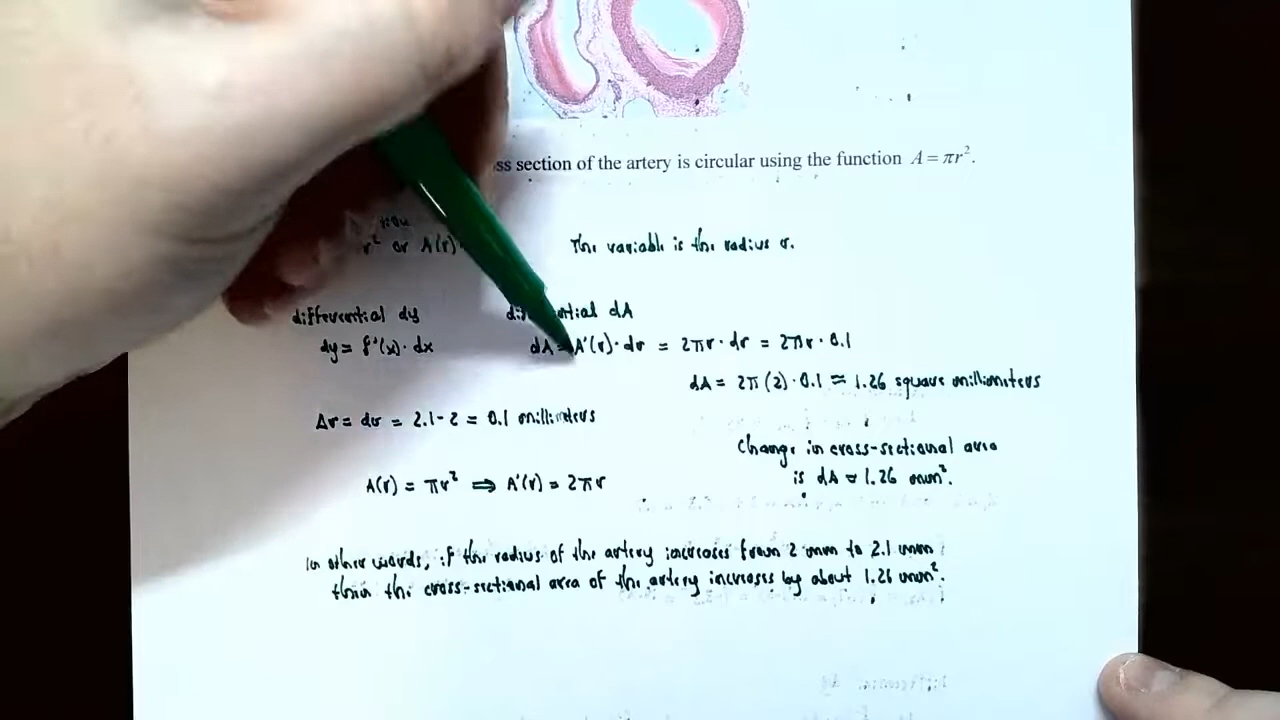 ss section of the artery is circular using the function A = πr².
r² or A(r)
The variable is the radius r.
differential dy
dy = f'(x)· dx
dA
dA = A'(r)· dr = 2πr · dr = 2πr · 0.1
dA = 2π(2)·0.1 ≈ 1.26 square millimeters
Δr = dr = 2.1 - 2 = 0.1 millimeters
Change in cross-sectional area
is dA ≈ 1.26 mm².
A(r) = πr² ⟹ A'(r) = 2πr
In other words, if the radius of the artery increases from 2 mm to 2.1 mm
then the cross-sectional area of the artery increases by about 1.26 mm².